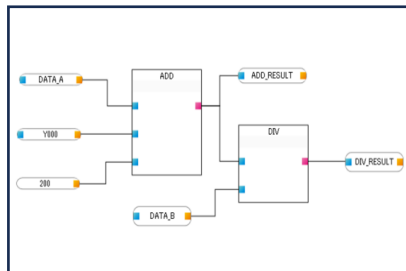 ADD
ADD_RESULT
DATA_A
DIV
Y000
DIV_RESULT
200
DATA_B